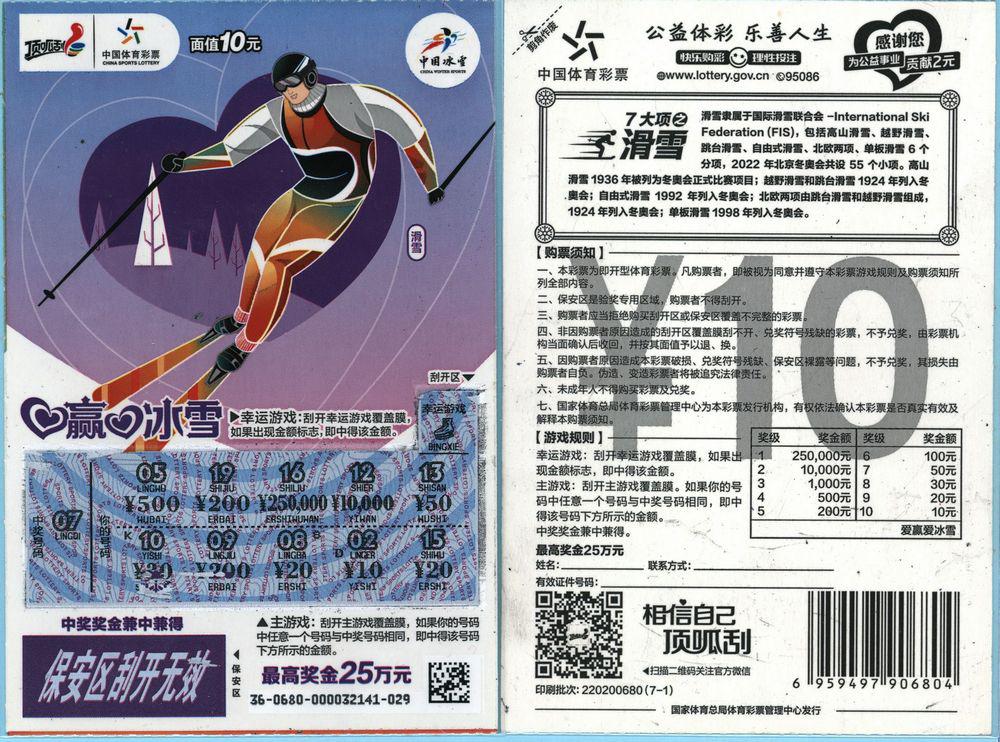 顶呱刮
中国体育彩票
CHINA SPORTS LOTTERY
面值10元
中国冰雪
CHINA WINTER SPORTS
滑雪
刮开区▼
赢 冰雪
▶幸运游戏：刮开幸运游戏覆盖膜，
如果出现金额标志，即中得该金额。
幸运游戏
BINGXIE
中奖号码
07
LINGQI
你的号码
05 19 16 12 13
LINGWU SHIJIU SHILIU SHIER SHISAN
¥500 ¥200 ¥250,000 ¥10,000 ¥50
WUBAI ERBAI ERSHIWUWAN YIWAN WUSHI
K B D
10 09 08 02 15
YISHI LINGJIU LINGBA LINGER SHIWU
¥30 ¥200 ¥20 ¥10 ¥20
ERBAI ERSHI YISHI ERSHI
中奖奖金兼中兼得
保安区刮开无效
◀保安区
▲主游戏：刮开主游戏覆盖膜，如果你的号码
中任意一个号码与中奖号码相同，即中得该号码
下方所示的金额。
最高奖金25万元
36-0680-000032141-029
剪角作废
中国体育彩票
公益体彩 乐善人生
快乐购彩 理性投注
www.lottery.gov.cn 95086
感谢您
为公益事业 贡献2元
7大项之
滑雪
滑雪隶属于国际滑雪联合会 -International Ski
Federation (FIS)，包括高山滑雪、越野滑雪、
跳台滑雪、自由式滑雪、北欧两项、单板滑雪 6 个
分项，2022 年北京冬奥会共设 55 个小项。高山
滑雪 1936 年被列为冬奥会正式比赛项目；越野滑雪和跳台滑雪 1924 年列入冬
奥会；自由式滑雪 1992 年列入冬奥会；北欧两项由跳台滑雪和越野滑雪组成，
1924 年列入冬奥会；单板滑雪 1998 年列入冬奥会。
¥10
【购票须知】
一、本彩票为即开型体育彩票。凡购票者，即被视为同意并遵守本彩票游戏规则及购票须知所
列全部内容。
二、保安区是验奖专用区域，购票者不得刮开。
三、购票者应当拒绝购买刮开区或保安区覆盖不完整的彩票。
四、非因购票者原因造成的刮开区覆盖膜刮不开、兑奖符号残缺的彩票，不予兑奖，由彩票机
构当面确认后收回，并按其面值予以退、换。
五、因购票者原因造成本彩票破损、兑奖符号残缺、保安区裸露等问题，不予兑奖，其损失由
购票者自负。伪造、变造彩票者将被追究法律责任。
六、未成年人不得购买彩票及兑奖。
七、国家体育总局体育彩票管理中心为本彩票发行机构，有权依法确认本彩票是否真实有效及
解释本购票须知。
【游戏规则】
幸运游戏：刮开幸运游戏覆盖膜，如果出
现金额标志，即中得该金额。
主游戏：刮开主游戏覆盖膜。如果你的号
码中任意一个号码与中奖号码相同，即中
得该号码下方所示的金额。
中奖奖金兼中兼得。
奖级 奖金额 奖级 奖金额
1 250,000元 6 100元
2 10,000元 7 50元
3 1,000元 8 30元
4 500元 9 20元
5 200元 10 10元
爱赢爱冰雪
最高奖金25万元
姓名： 联系方式：
有效证件号码：
相信自己
顶呱刮
◀扫描二维码关注官方微信
6 959497 906804
印刷批次：220200680 (7-1)
国家体育总局体育彩票管理中心发行